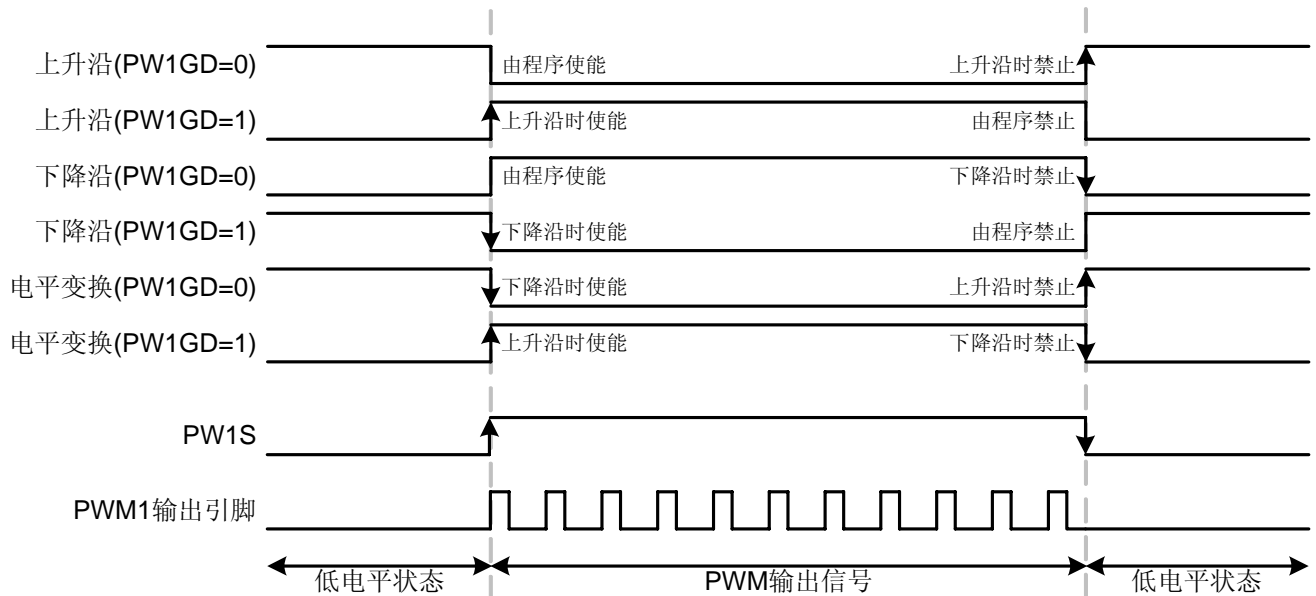 上升沿(PW1GD=0) 由程序使能 上升沿时禁止
上升沿(PW1GD=1) 上升沿时使能 由程序禁止
下降沿(PW1GD=0) 由程序使能 下降沿时禁止
下降沿(PW1GD=1) 下降沿时使能 由程序禁止
电平变换(PW1GD=0) 下降沿时使能 上升沿时禁止
电平变换(PW1GD=1) 上升沿时使能 下降沿时禁止
PW1S
PWM1输出引脚
低电平状态 PWM输出信号 低电平状态